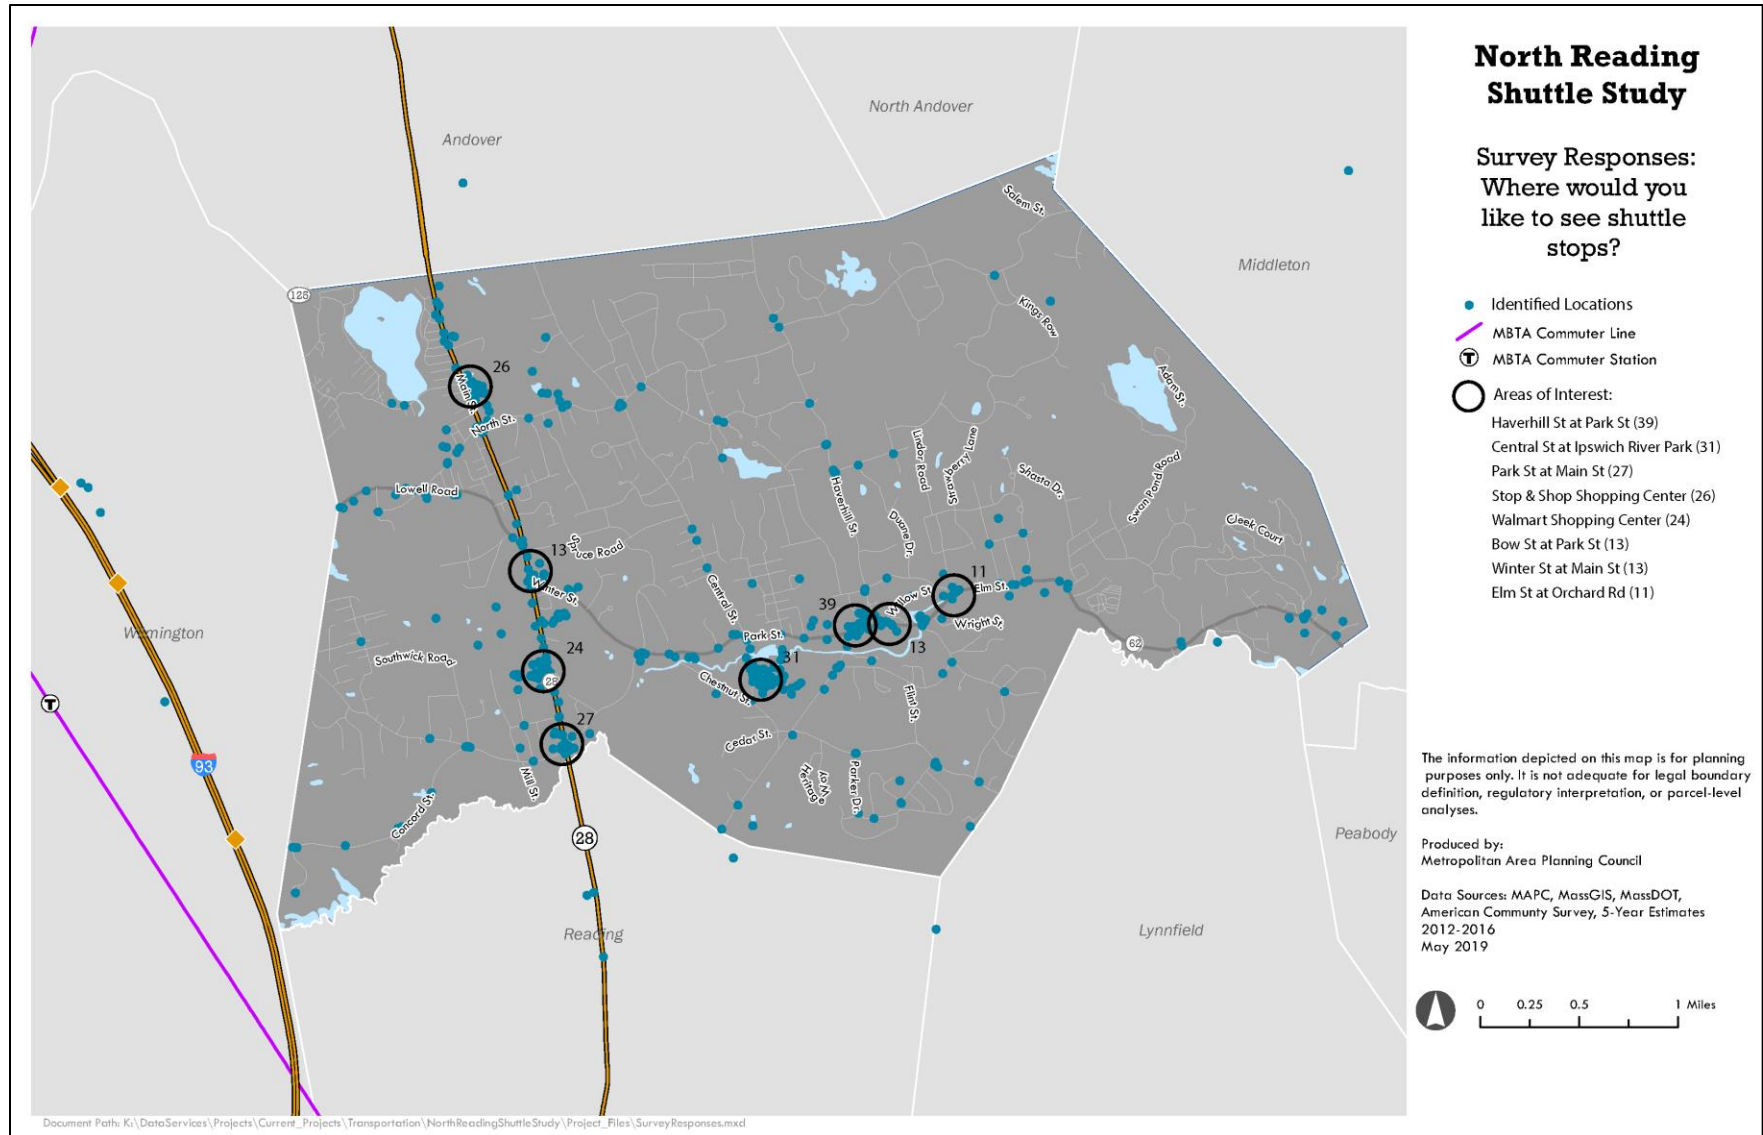 North Reading
Shuttle Study
Survey Responses:
Where would you
like to see shuttle
stops?
Identified Locations
MBTA Commuter Line
T
MBTA Commuter Station
Areas of Interest:
Haverhill St at Park St (39)
Central St at Ipswich River Park (31)
Park St at Main St (27)
Stop & Shop Shopping Center (26)
Walmart Shopping Center (24)
Bow St at Park St (13)
Winter St at Main St (13)
Elm St at Orchard Rd (11)
The information depicted on this map is for planning
purposes only. It is not adequate for legal boundary
definition, regulatory interpretation, or parcel-level
analyses.
Produced by:
Metropolitan Area Planning Council
Data Sources: MAPC, MassGIS, MassDOT,
American Communty Survey, 5-Year Estimates
2012-2016
May 2019
0 0.25 0.5 1 Miles
North Andover
Andover
Middleton
Salem St.
125
Kings Row
26
Main St.
North St.
Adam St.
Lindor Road
Strawberry Lane
Shasta Dr.
Swan Pond Road
Lowell Road
Haverhill St.
Duane Dr.
Cleek Court
13
Spruce Road
Winter St.
Central St.
11
Elm St.
Willow St.
39
Wright St.
Park St.
13
62
Wilmington
Southwick Road
24
28
31
Chestnut St.
Flint St.
T
27
Cedar St.
93
Mill St.
Heritage Way
Parker Dr.
Concord St.
28
Peabody
Reading
Lynnfield
Document Path: K:\DataServices\Projects\Current_Projects\Transportation\NorthReadingShuttleStudy\Project_Files\SurveyResponses.mxd